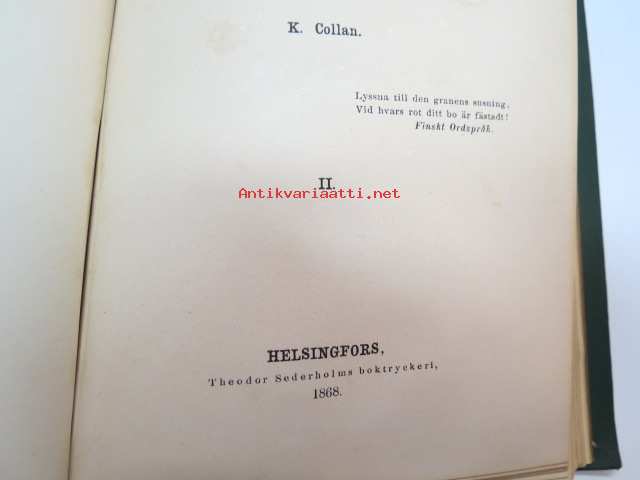 K. Collan.
Lyssna till den granens susning,
Vid hvars rot ditt bo är fästadt!
Finskt Ordspråk.
II.
Antikvariaatti.net
HELSINGFORS,
Theodor Sederholms boktryckeri,
1868.